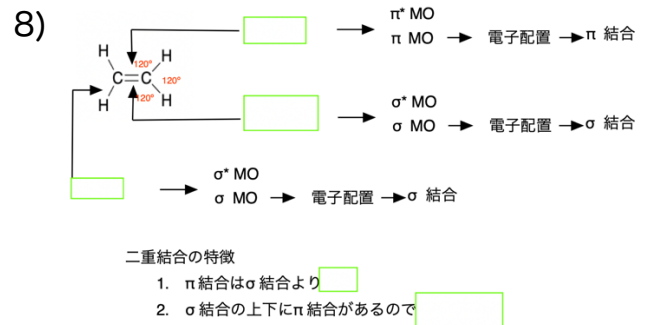 8)
π* MO
π MO → 電子配置 → π 結合
H H
120°
C=C 120°
120°
H H
σ* MO
σ MO → 電子配置 → σ 結合
σ* MO
σ MO → 電子配置 → σ 結合
二重結合の特徴
1. π結合はσ結合より
2. σ結合の上下にπ結合があるので